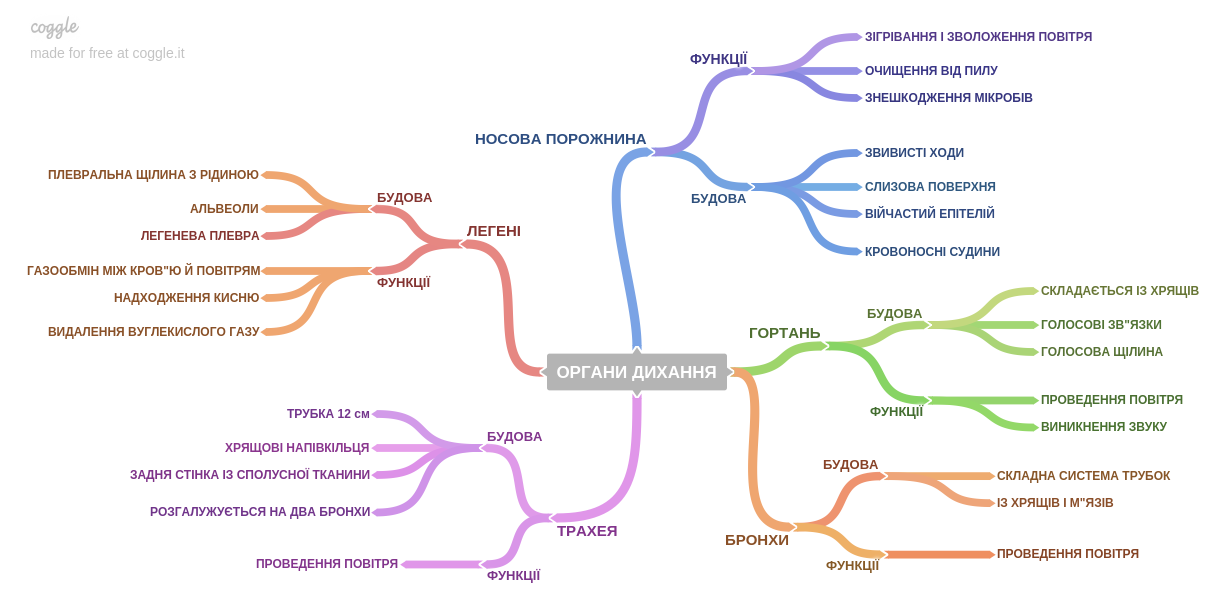 coggle
made for free at coggle.it
ОРГАНИ ДИХАННЯ
НОСОВА ПОРОЖНИНА
ФУНКЦІЇ
ЗІГРІВАННЯ І ЗВОЛОЖЕННЯ ПОВІТРЯ
ОЧИЩЕННЯ ВІД ПИЛУ
ЗНЕШКОДЖЕННЯ МІКРОБІВ
БУДОВА
ЗВИВИСТІ ХОДИ
СЛИЗОВА ПОВЕРХНЯ
ВІЙЧАСТИЙ ЕПІТЕЛІЙ
КРОВОНОСНІ СУДИНИ
ГОРТАНЬ
БУДОВА
СКЛАДАЄТЬСЯ ІЗ ХРЯЩІВ
ГОЛОСОВІ ЗВ"ЯЗКИ
ГОЛОСОВА ЩІЛИНА
ФУНКЦІЇ
ПРОВЕДЕННЯ ПОВІТРЯ
ВИНИКНЕННЯ ЗВУКУ
БРОНХИ
БУДОВА
СКЛАДНА СИСТЕМА ТРУБОК
ІЗ ХРЯЩІВ І М"ЯЗІВ
ФУНКЦІЇ
ПРОВЕДЕННЯ ПОВІТРЯ
ЛЕГЕНІ
БУДОВА
ПЛЕВРАЛЬНА ЩІЛИНА З РІДИНОЮ
АЛЬВЕОЛИ
ЛЕГЕНЕВА ПЛЕВРА
ФУНКЦІЇ
ГАЗООБМІН МІЖ КРОВ"Ю Й ПОВІТРЯМ
НАДХОДЖЕННЯ КИСНЮ
ВИДАЛЕННЯ ВУГЛЕКИСЛОГО ГАЗУ
ТРАХЕЯ
БУДОВА
ТРУБКА 12 см
ХРЯЩОВІ НАПІВКІЛЬЦЯ
ЗАДНЯ СТІНКА ІЗ СПОЛУСНОЇ ТКАНИНИ
РОЗГАЛУЖУЄТЬСЯ НА ДВА БРОНХИ
ФУНКЦІЇ
ПРОВЕДЕННЯ ПОВІТРЯ